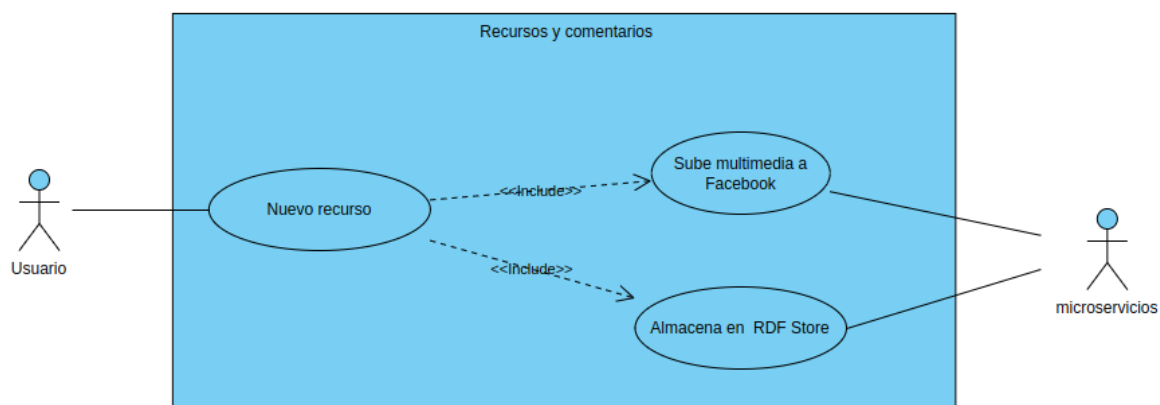 Recursos y comentarios
Sube multimedia a
Facebook
<<Include>>
Nuevo recurso
Usuario
<<Include>>
microservicios
Almacena en RDF Store